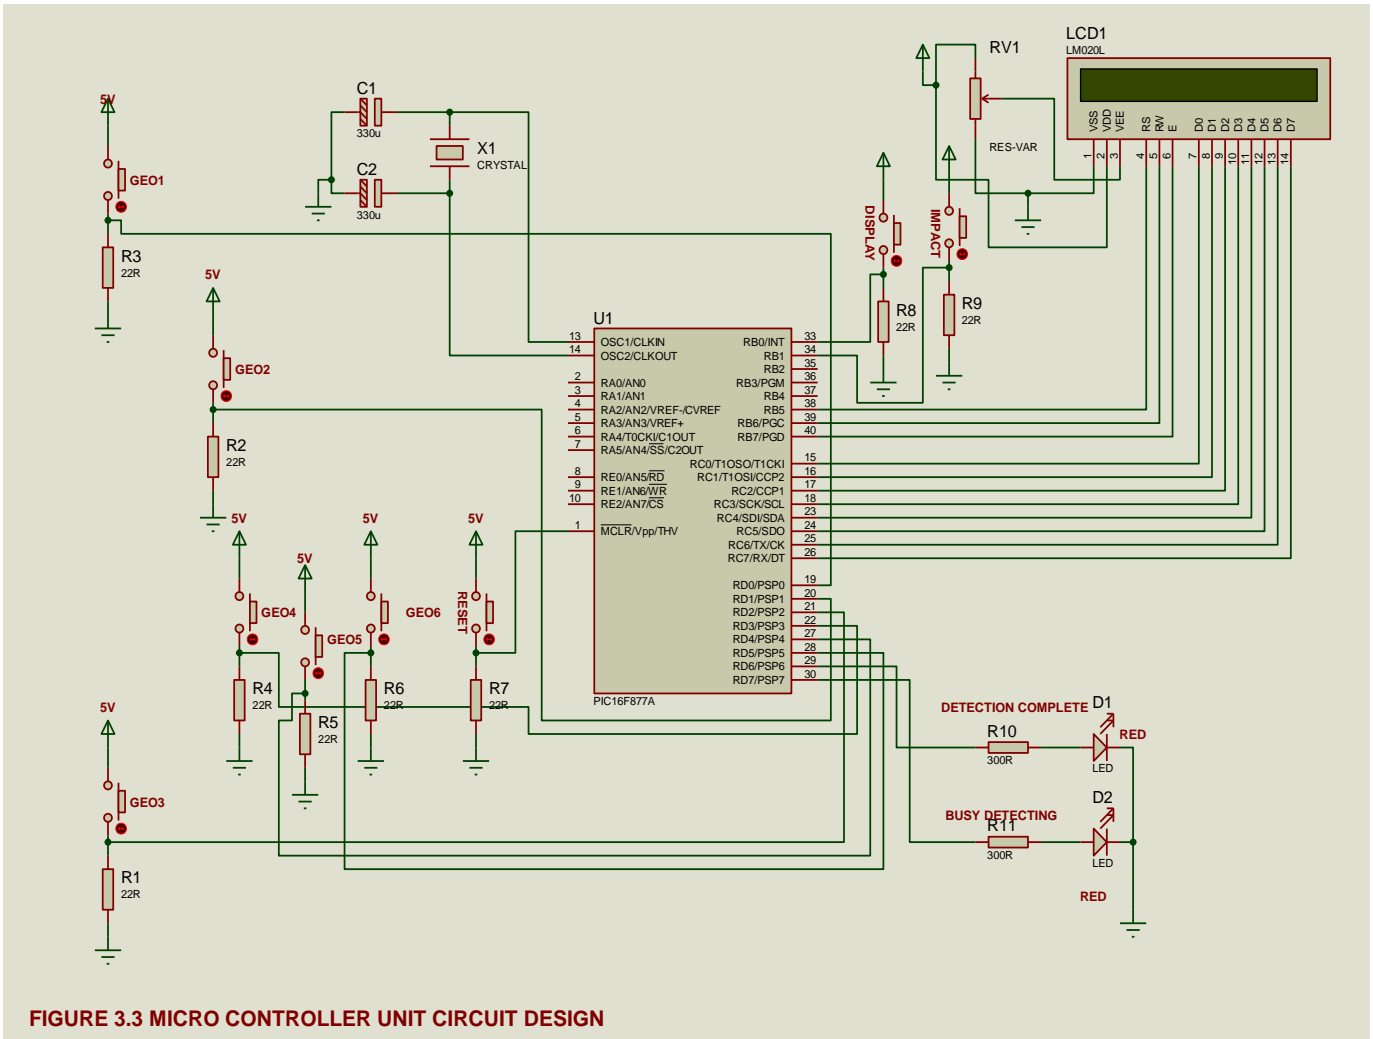 LCD1
LM020L
RV1
RES-VAR
VSS
VDD
VEE
RS
RW
E
D0
D1
D2
D3
D4
D5
D6
D7
1
2
3
4
5
6
7
8
9
10
11
12
13
14
5V
GEO1
R3
22R
C1
330u
C2
330u
X1
CRYSTAL
DISPLAY
IMPACT
R8
22R
R9
22R
5V
GEO2
R2
22R
U1
PIC16F877A
13 OSC1/CLKIN
14 OSC2/CLKOUT
2 RA0/AN0
3 RA1/AN1
4 RA2/AN2/VREF-/CVREF
5 RA3/AN3/VREF+
6 RA4/T0CKI/C1OUT
7 RA5/AN4/SS/C2OUT
8 RE0/AN5/RD
9 RE1/AN6/WR
10 RE2/AN7/CS
1 MCLR/Vpp/THV
RB0/INT 33
RB1 34
RB2 35
RB3/PGM 36
RB4 37
RB5 38
RB6/PGC 39
RB7/PGD 40
RC0/T1OSO/T1CKI 15
RC1/T1OSI/CCP2 16
RC2/CCP1 17
RC3/SCK/SCL 18
RC4/SDI/SDA 23
RC5/SDO 24
RC6/TX/CK 25
RC7/RX/DT 26
RD0/PSP0 19
RD1/PSP1 20
RD2/PSP2 21
RD3/PSP3 22
RD4/PSP4 27
RD5/PSP5 28
RD6/PSP6 29
RD7/PSP7 30
5V
GEO4
R4
22R
5V
GEO5
R5
22R
5V
GEO6
R6
22R
5V
RESET
R7
22R
5V
GEO3
R1
22R
DETECTION COMPLETE
D1
RED
LED
R10
300R
BUSY DETECTING
D2
LED
R11
300R
RED
FIGURE 3.3 MICRO CONTROLLER UNIT CIRCUIT DESIGN